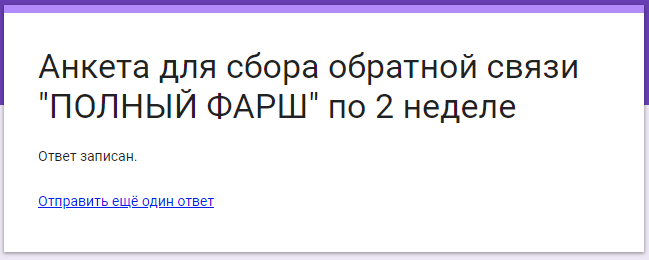 Анкета для сбора обратной связи
"ПОЛНЫЙ ФАРШ" по 2 неделе
Ответ записан.
Отправить ещё один ответ